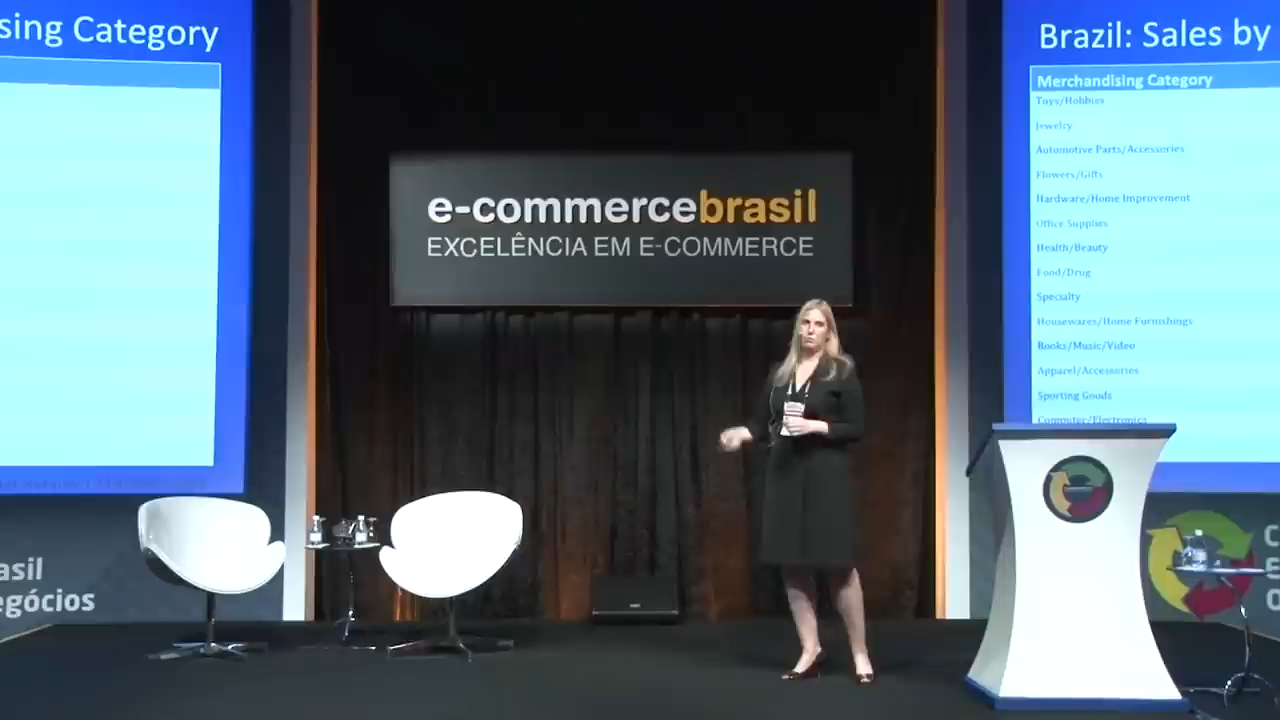 sing Category
Brazil: Sales by
Merchandising Category
Toys/Hobbies
Jewelry
Automotive Parts/Accessories
Flowers/Gifts
Hardware/Home Improvement
Office Supplies
Health/Beauty
Food/Drug
Specialty
Housewares/Home Furnishings
Books/Music/Video
Apparel/Accessories
Sporting Goods
Computer/Electronics
e-commercebrasil
EXCELÊNCIA EM E-COMMERCE
asil
egócios